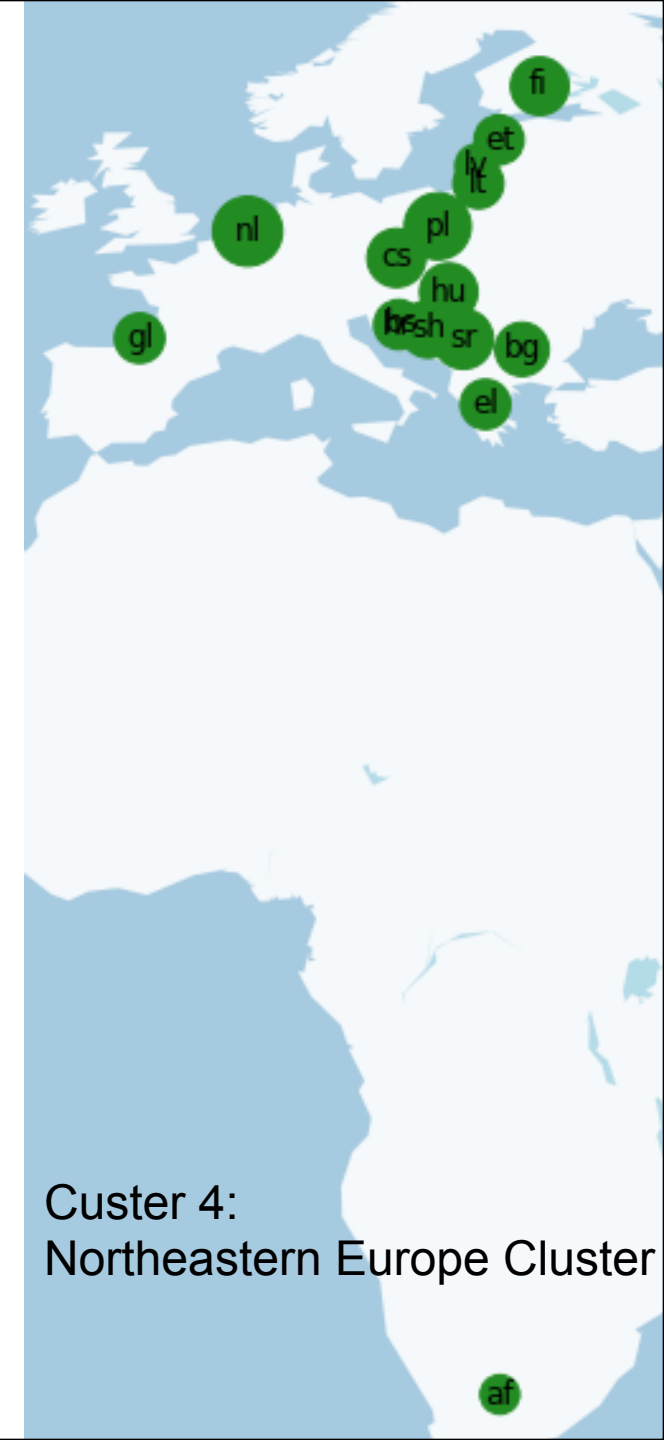 fi
et
lv
lt
nl
pl
cs
hu
gl
sh
sr
bg
el
Custer 4:
Northeastern Europe Cluster
af